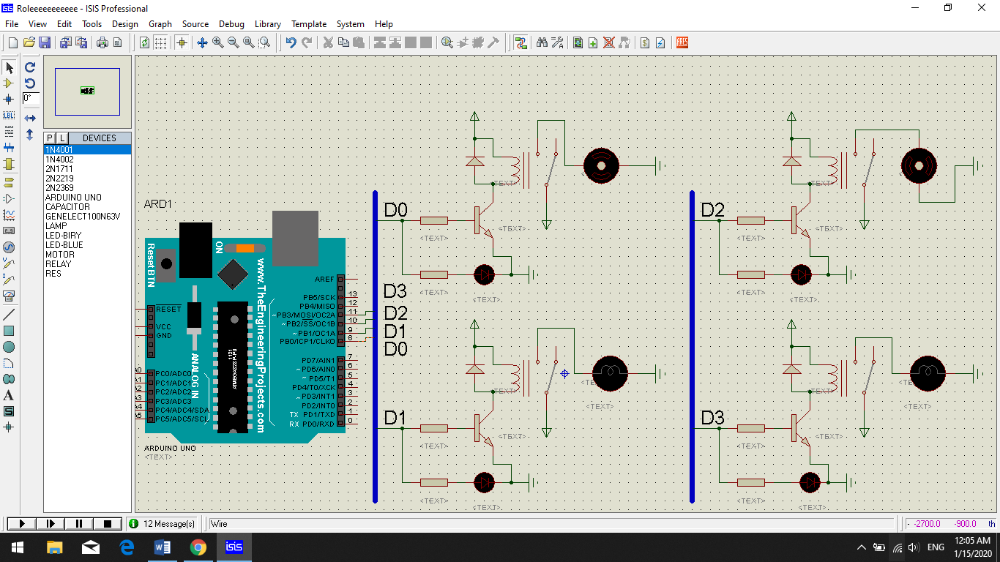 Roleeeeeeeeeee - ISIS Professional
File View Edit Tools Design Graph Source Debug Library Template System Help
ARES
0°
LBL
P L DEVICES
1N4001
1N4002
2N1711
2N2219
2N2369
ARDUINO UNO
CAPACITOR
GENELECT100N63V
LAMP
LED-BIRY
LED-BLUE
MOTOR
RELAY
RES
A
S
ARD1
Reset BTN
ON
www.TheEngineeringProjects.com
ANALOG IN
1121
RESET
VCC
GND
A0 PC0/ADC0
A1 PC1/ADC1
A2 PC2/ADC2
A3 PC3/ADC3
A4 PC4/ADC4/SDA
A5 PC5/ADC5/SCL
AREF
PB5/SCK 13
PB4/MISO 12
~PB3/MOSI/OC2A 11
~PB2/SS/OC1B 10
~PB1/OC1A 9
PB0/ICP1/CLKO 8
PD7/AIN1 7
~PD6/AIN0 6
~PD5/T1 5
PD4/T0/XCK 4
~PD3/INT1 3
PD2/INT0 2
TX PD1/TXD 1
RX PD0/RXD 0
ARDUINO UNO
<TEXT>
D3
D2
D1
D0
D0
<TEXT>
<TEXT>
<TEXT>
<TEXT>
<TEXT>
D2
<TEXT>
<TEXT>
<TEXT>
<TEXT>
<TEXT>
D1
<TEXT>
<TEXT>
<TEXT>
<TEXT>
<TEXT>
<TEXT>
D3
<TEXT>
<TEXT>
<TEXT>
<TEXT>
<TEXT>
<TEXT>
12 Message(s)
Wire
-2700.0 -900.0 th
W
isis
ENG
12:05 AM
1/15/2020